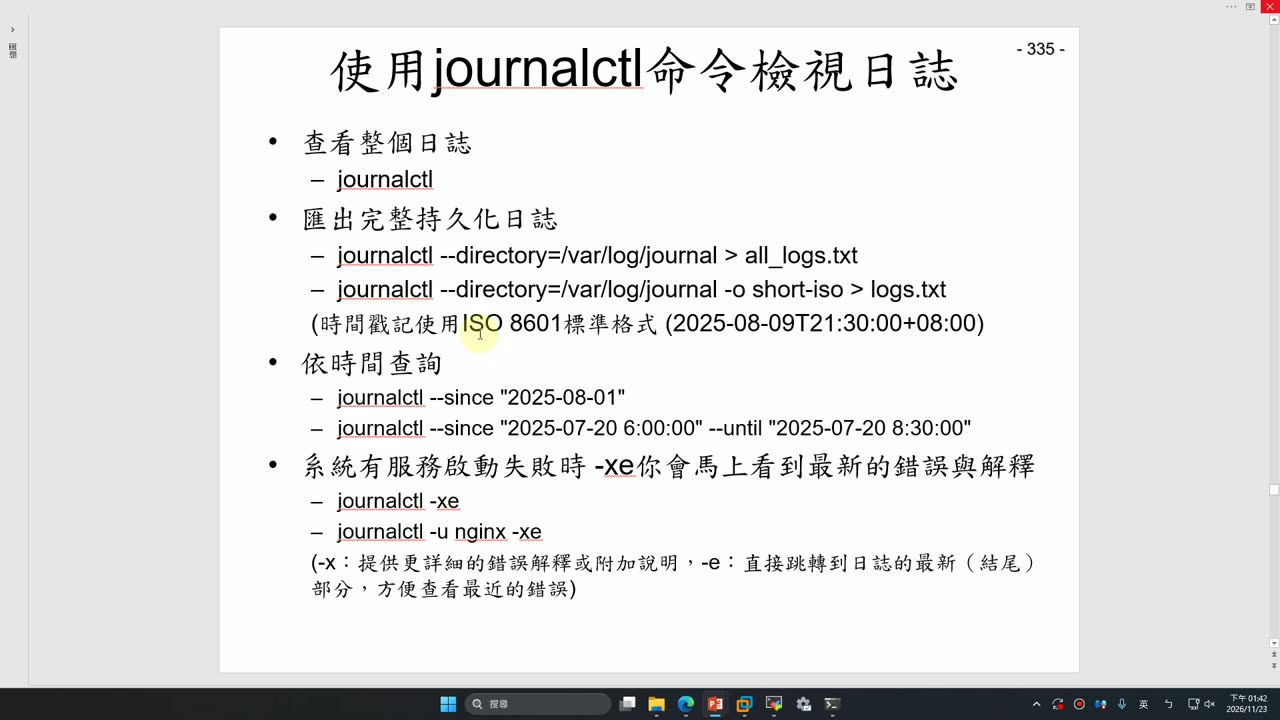 - 335 -
使用journalctl命令檢視日誌
• 查看整個日誌
– journalctl
• 匯出完整持久化日誌
– journalctl --directory=/var/log/journal > all_logs.txt
– journalctl --directory=/var/log/journal -o short-iso > logs.txt
(時間戳記使用ISO 8601標準格式 (2025-08-09T21:30:00+08:00)
• 依時間查詢
– journalctl --since "2025-08-01"
– journalctl --since "2025-07-20 6:00:00" --until "2025-07-20 8:30:00"
• 系統有服務啟動失敗時 -xe你會馬上看到最新的錯誤與解釋
– journalctl -xe
– journalctl -u nginx -xe
(-x：提供更詳細的錯誤解釋或附加說明，-e：直接跳轉到日誌的最新（結尾）
部分，方便查看最近的錯誤)
搜尋
英
ㄅ
下午 01:42
2026/11/23